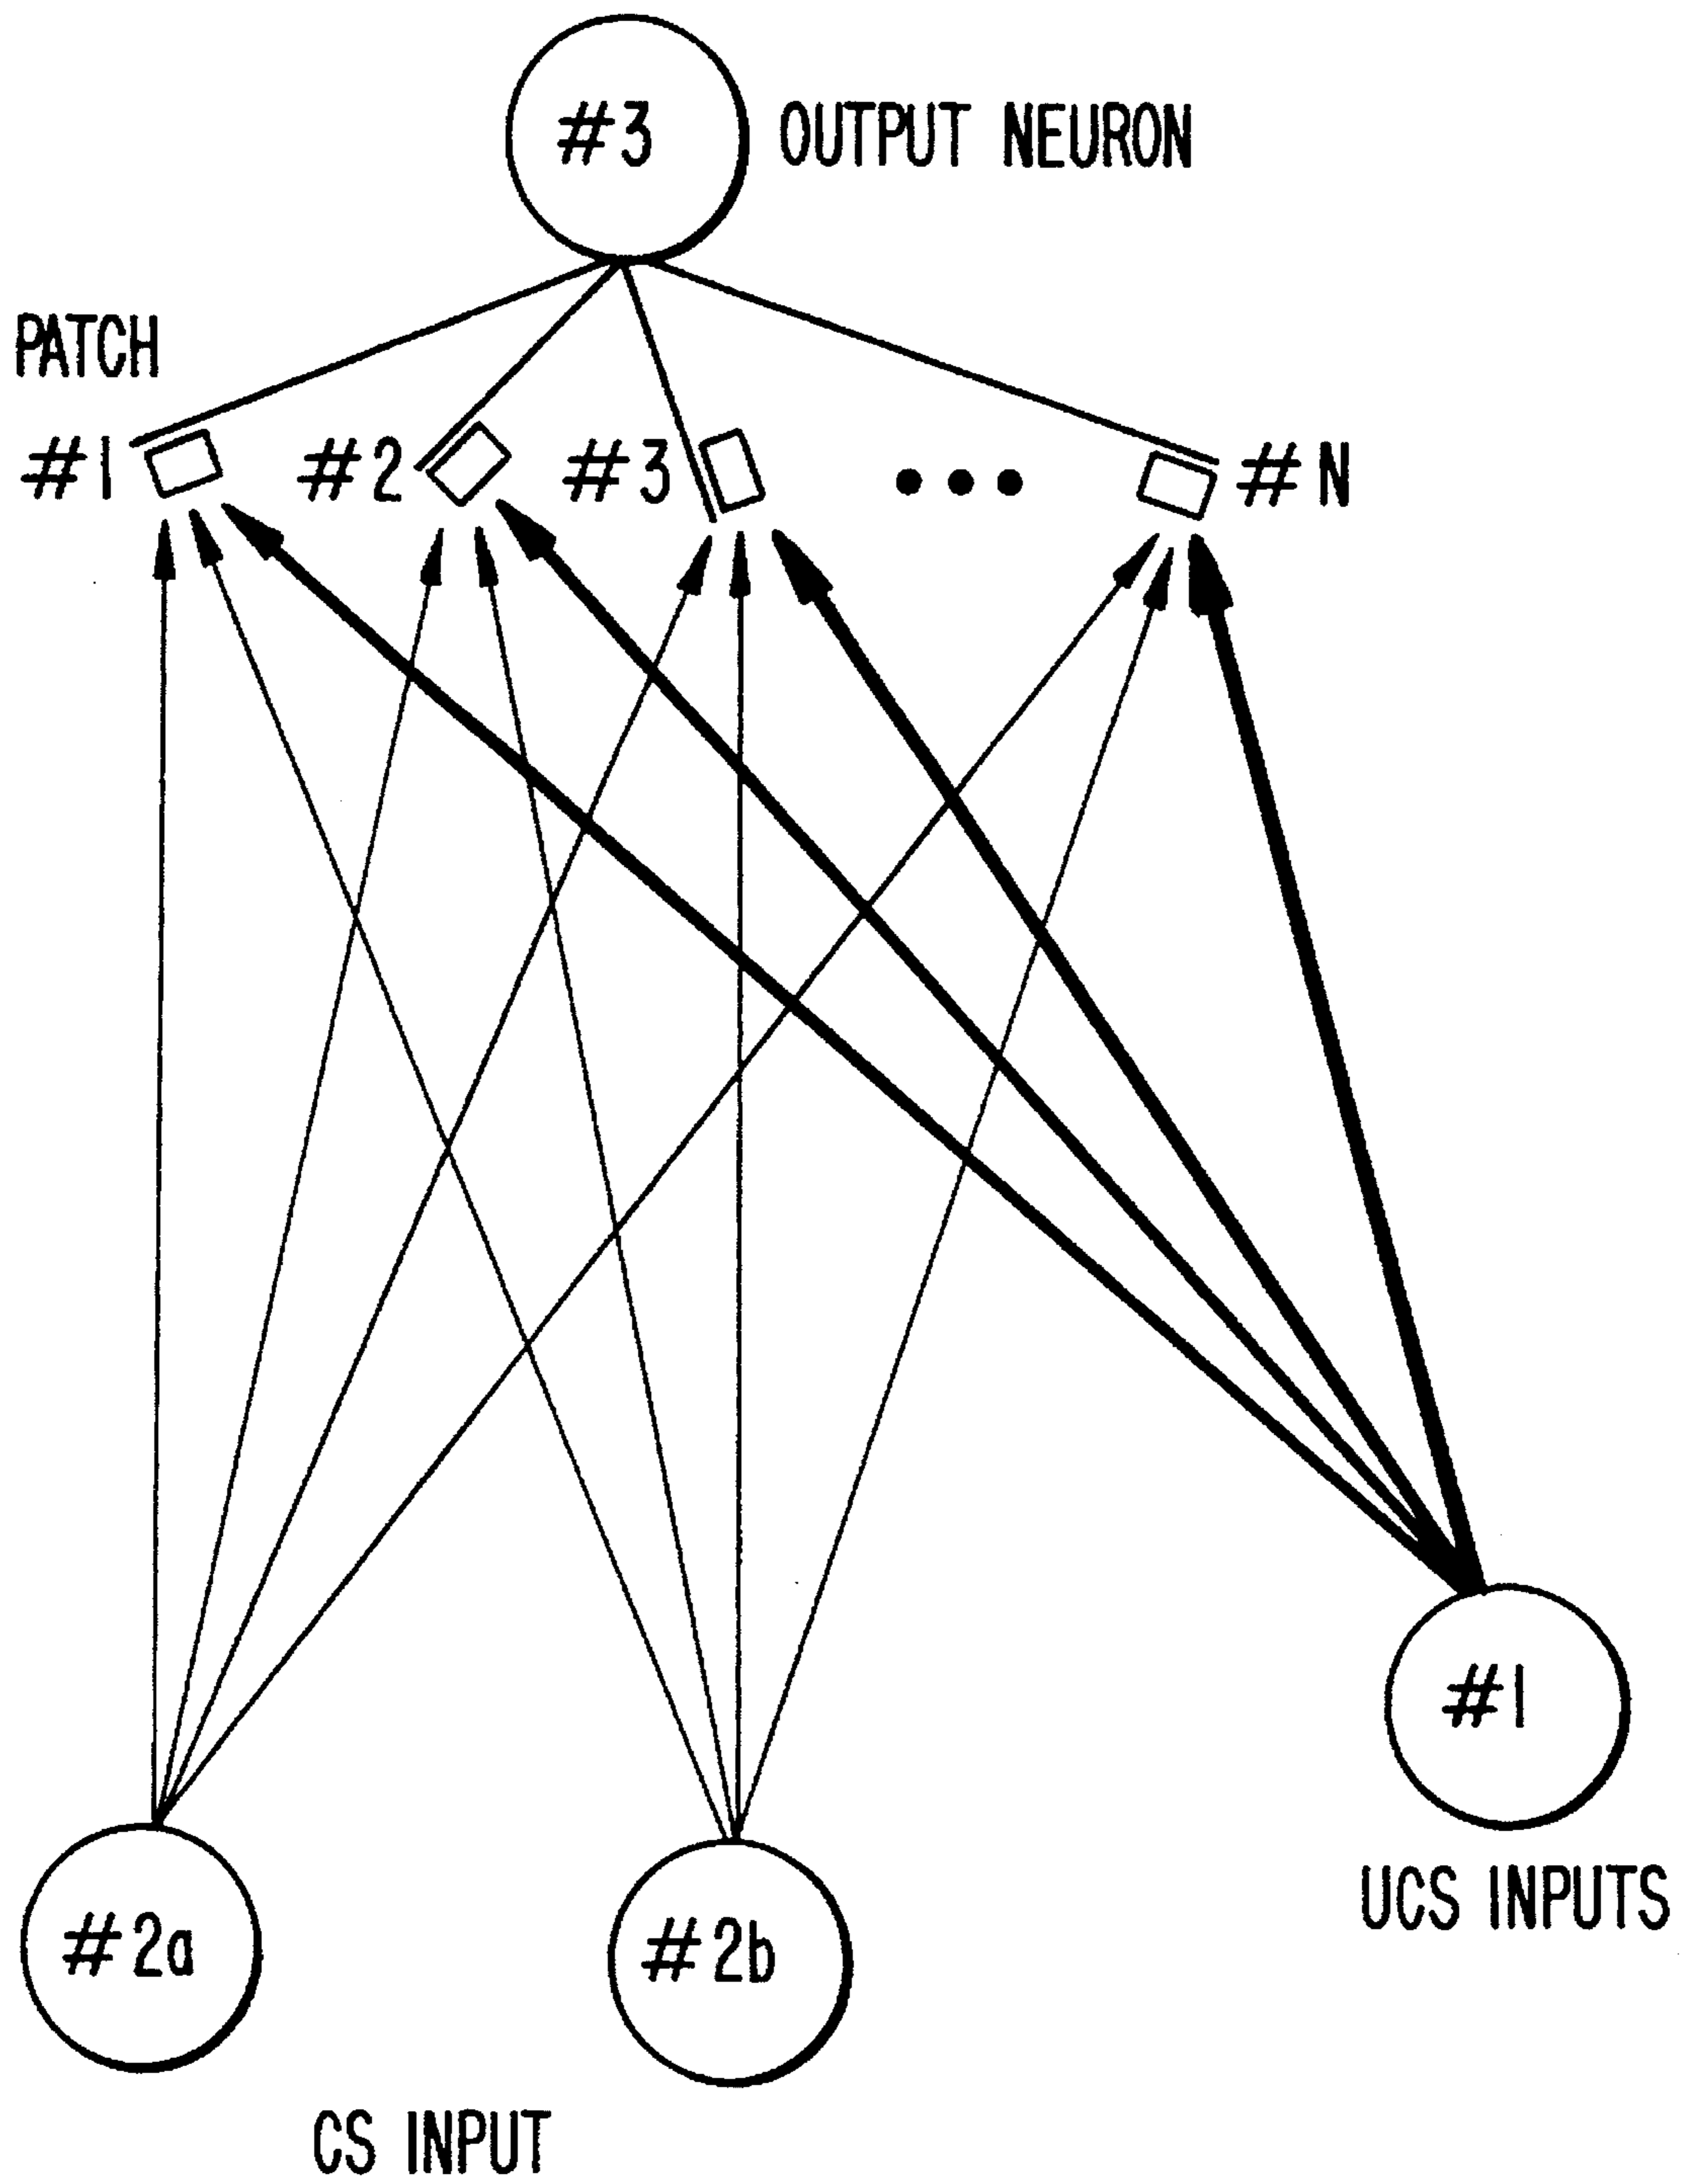 #3 OUTPUT NEURON
PATCH
#1 #2 #3 ••• #N
#1
UCS INPUTS
#2a #2b
CS INPUT